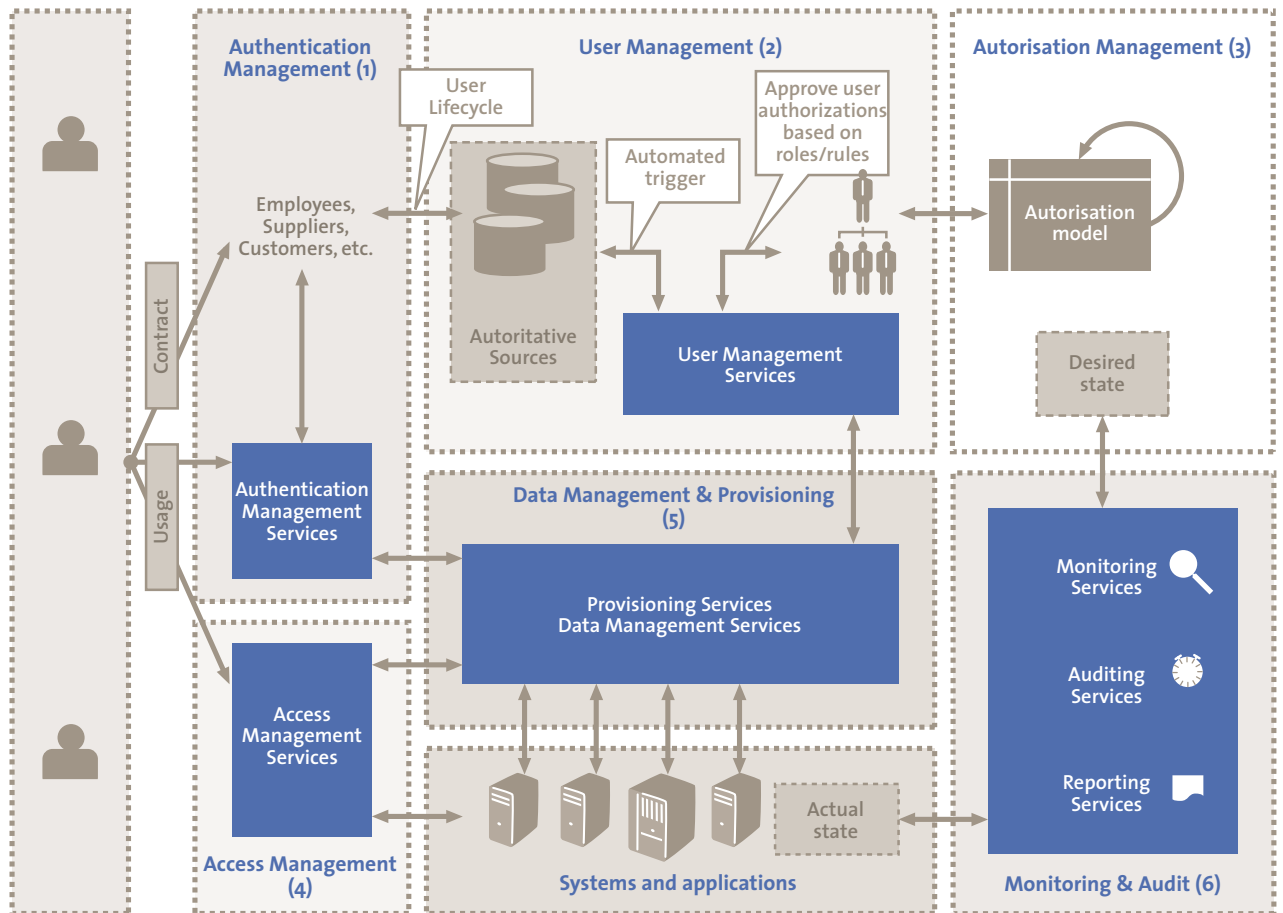 Authentication
Management (1)
User Management (2)
Autorisation Management (3)
User
Lifecycle
Approve user
authorizations
based on
roles/rules
Automated
trigger
Employees,
Suppliers,
Customers, etc.
Autorisation
model
Contract
Autoritative
Sources
User Management
Services
Desired
state
Usage
Authentication
Management
Services
Data Management & Provisioning
(5)
Provisioning Services
Data Management Services
Monitoring
Services
Auditing
Services
Reporting
Services
Access
Management
Services
Actual
state
Access Management
(4)
Systems and applications
Monitoring & Audit (6)